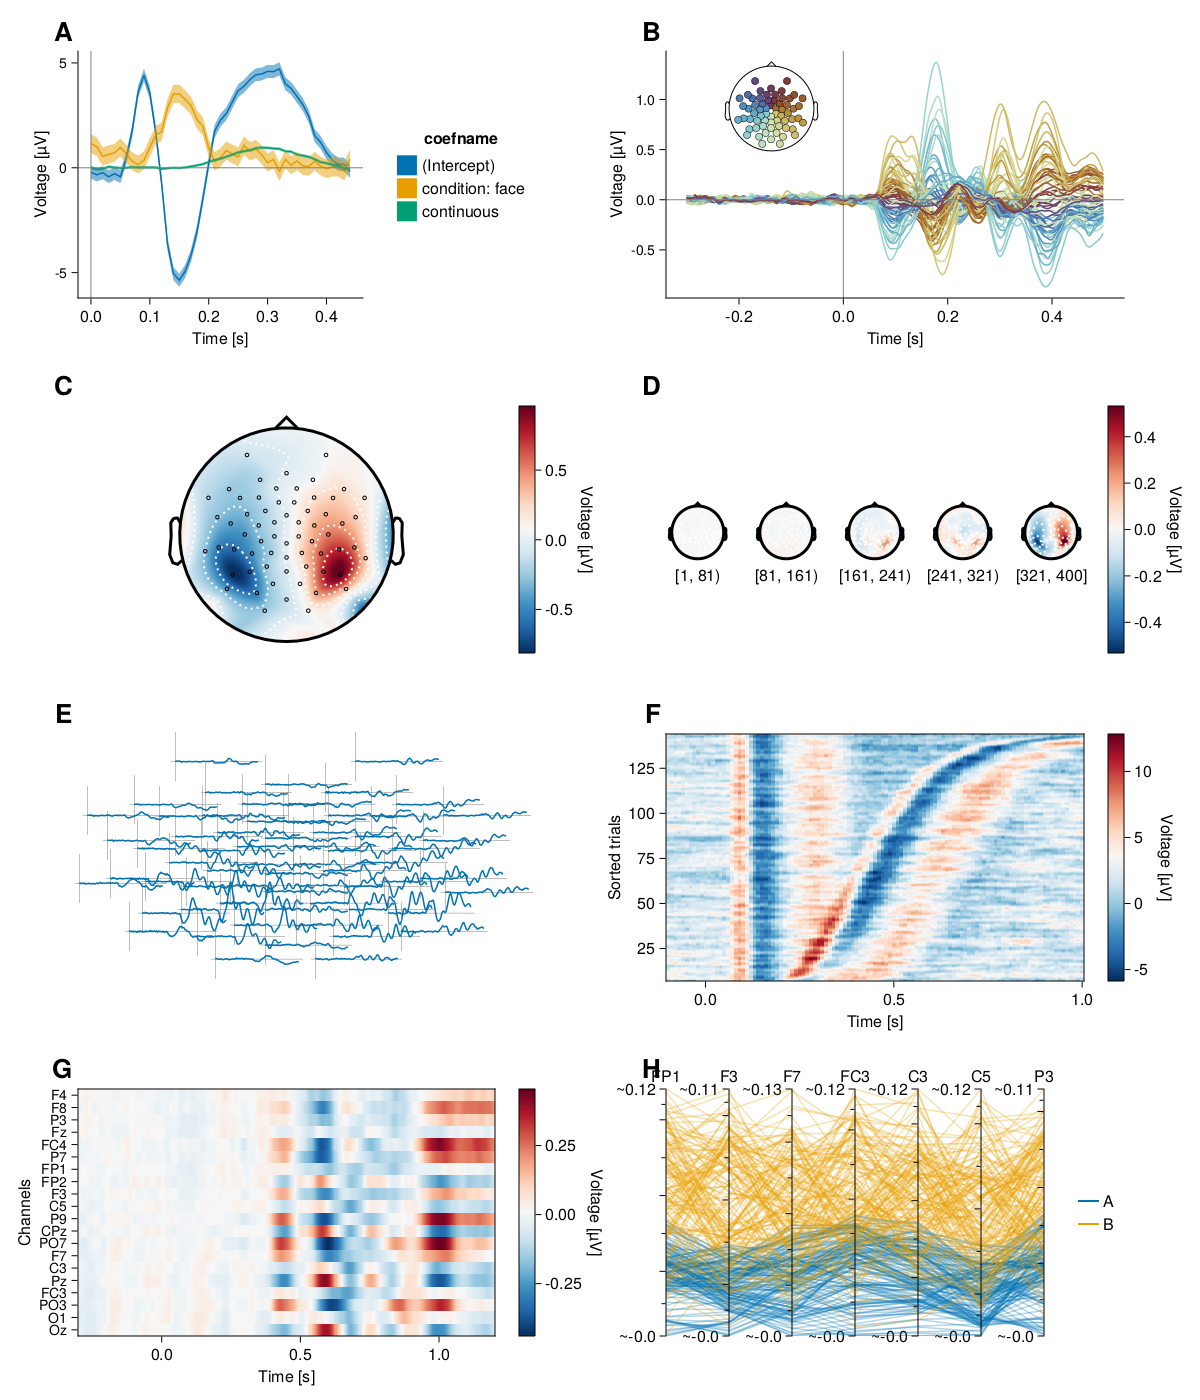 A
Voltage [µV]
5
0
-5
0.0 0.1 0.2 0.3 0.4
Time [s]
coefname
(Intercept)
condition: face
continuous
B
Voltage [µV]
1.0
0.5
0.0
-0.5
-0.2 0.0 0.2 0.4
Time [s]
C
0.5
0.0
-0.5
Voltage [µV]
D
[1, 81) [81, 161) [161, 241) [241, 321) [321, 400]
0.4
0.2
0.0
-0.2
-0.4
Voltage [µV]
E
F
Sorted trials
125
100
75
50
25
0.0 0.5 1.0
Time [s]
10
5
0
-5
Voltage [µV]
G
Channels
F4
F8
P3
Fz
FC4
P7
FP1
FP2
F3
C5
P9
CPz
PO7
F7
C3
Pz
FC3
PO3
O1
Oz
0.0 0.5 1.0
Time [s]
0.25
0.00
-0.25
Voltage [µV]
H
FP1 F3 F7 FC3 C3 C5 P3
~0.12 ~0.11 ~0.13 ~0.12 ~0.12 ~0.12 ~0.11
~-0.0 ~-0.0 ~-0.0 ~-0.0 ~-0.0 ~-0.0 ~-0.0
A
B